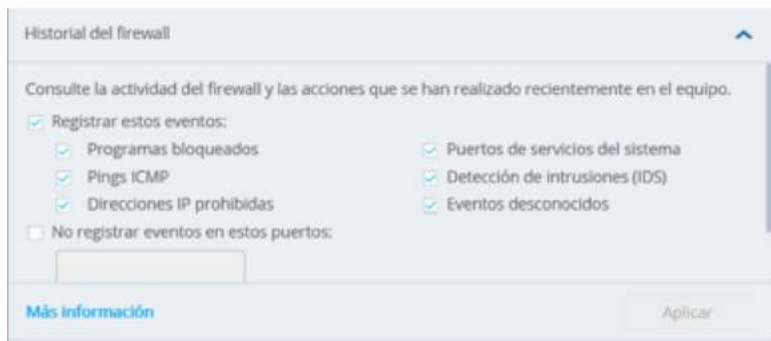 Historial del firewall
Consulte la actividad del firewall y las acciones que se han realizado recientemente en el equipo.
Registrar estos eventos:
Programas bloqueados
Puertos de servicios del sistema
Pings ICMP
Detección de intrusiones (IDS)
Direcciones IP prohibidas
Eventos desconocidos
No registrar eventos en estos puertos:
Más información
Aplicar